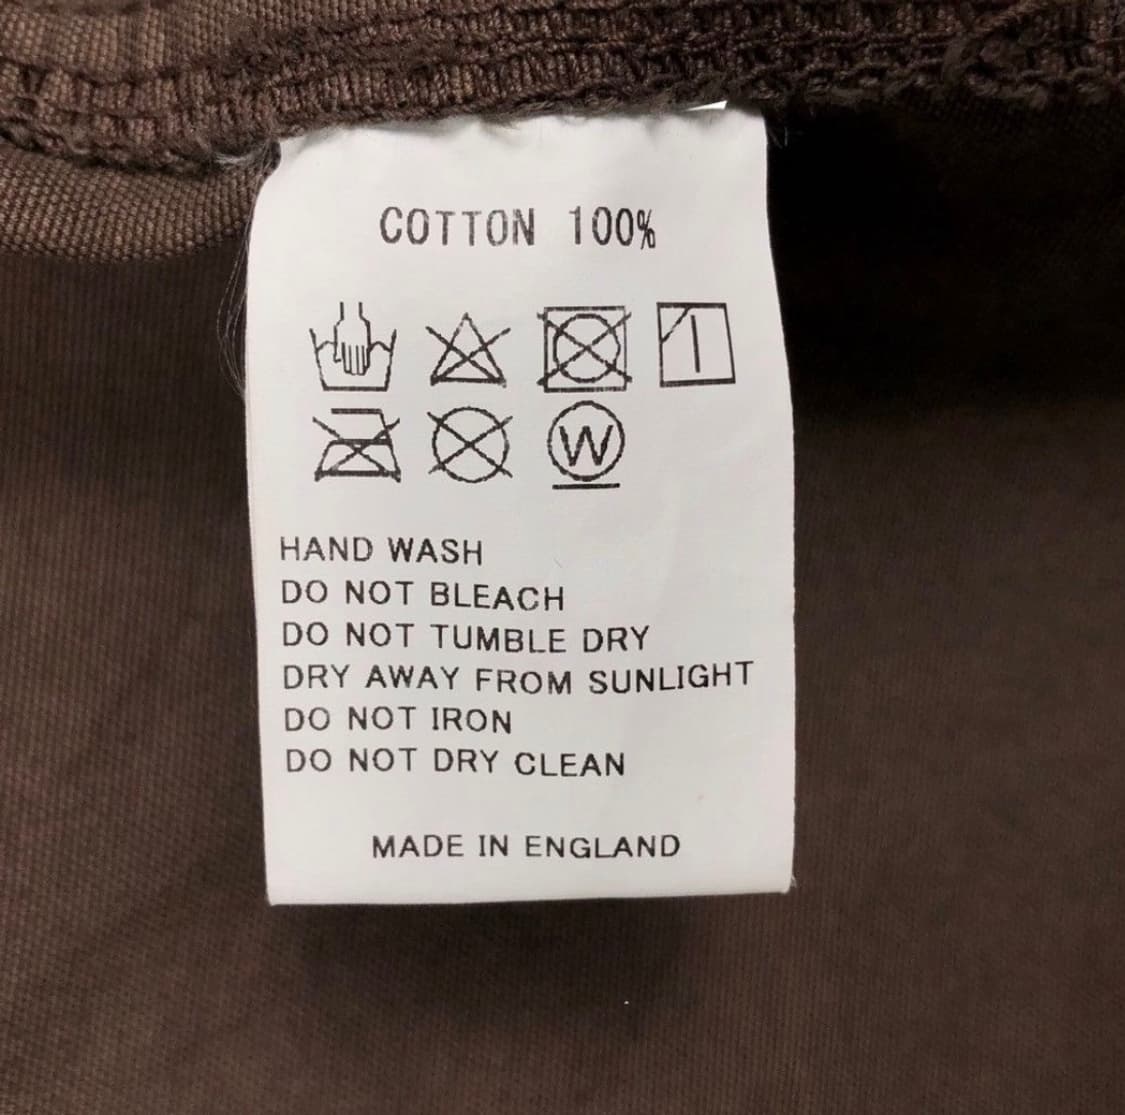 COTTON 100%
W
HAND WASH
DO NOT BLEACH
DO NOT TUMBLE DRY
DRY AWAY FROM SUNLIGHT
DO NOT IRON
DO NOT DRY CLEAN
MADE IN ENGLAND